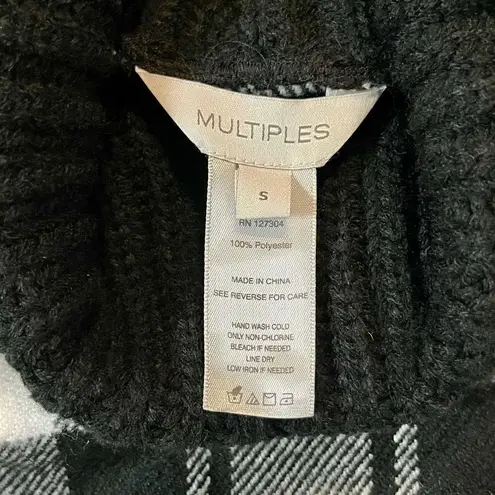 MULTIPLES
S
RN 127304
100% Polyester
MADE IN CHINA
SEE REVERSE FOR CARE
HAND WASH COLD
ONLY NON-CHLORINE
BLEACH IF NEEDED
LINE DRY
LOW IRON IF NEEDED